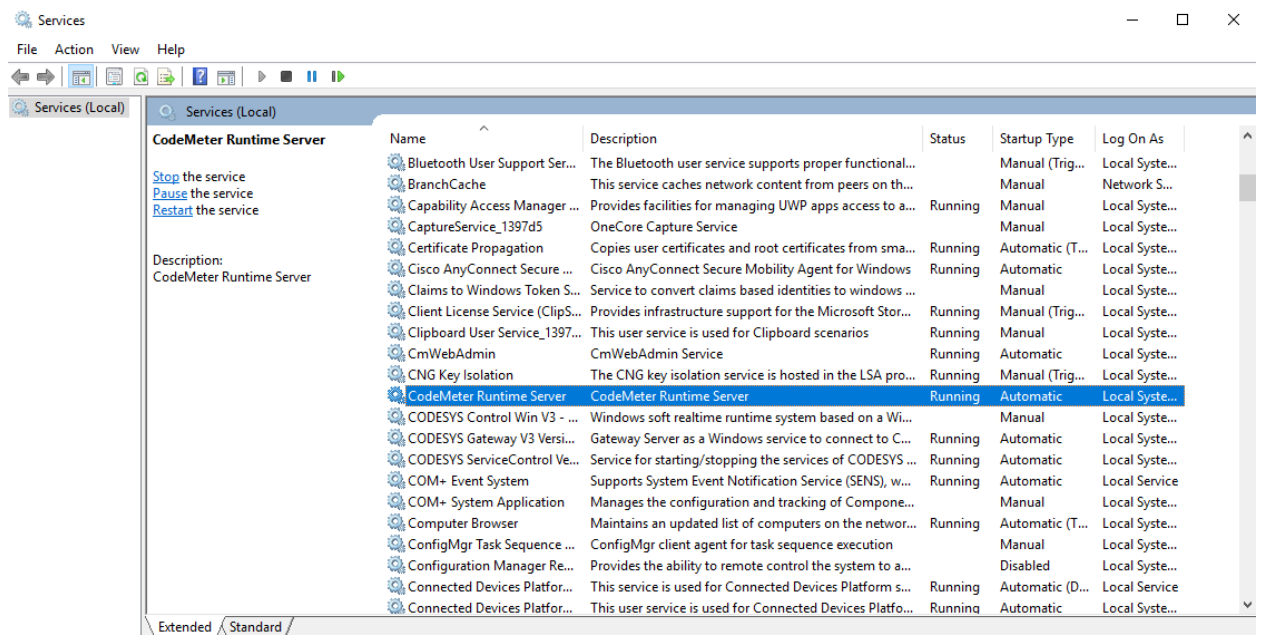 Services
File Action View Help
Services (Local)
Services (Local)
CodeMeter Runtime Server
Stop the service
Pause the service
Restart the service
Description:
CodeMeter Runtime Server
Name Description Status Startup Type Log On As
Bluetooth User Support Ser... The Bluetooth user service supports proper functional... Manual (Trig... Local Syste...
BranchCache This service caches network content from peers on th... Manual Network S...
Capability Access Manager ... Provides facilities for managing UWP apps access to a... Running Manual Local Syste...
CaptureService_1397d5 OneCore Capture Service Manual Local Syste...
Certificate Propagation Copies user certificates and root certificates from sma... Running Automatic (T... Local Syste...
Cisco AnyConnect Secure ... Cisco AnyConnect Secure Mobility Agent for Windows Running Automatic Local Syste...
Claims to Windows Token S... Service to convert claims based identities to windows ... Manual Local Syste...
Client License Service (ClipS... Provides infrastructure support for the Microsoft Stor... Running Manual (Trig... Local Syste...
Clipboard User Service_1397... This user service is used for Clipboard scenarios Running Manual Local Syste...
CmWebAdmin CmWebAdmin Service Running Automatic Local Syste...
CNG Key Isolation The CNG key isolation service is hosted in the LSA pro... Running Manual (Trig... Local Syste...
CodeMeter Runtime Server CodeMeter Runtime Server Running Automatic Local Syste...
CODESYS Control Win V3 - ... Windows soft realtime runtime system based on a Wi... Manual Local Syste...
CODESYS Gateway V3 Versi... Gateway Server as a Windows service to connect to C... Running Automatic Local Syste...
CODESYS ServiceControl Ve... Service for starting/stopping the services of CODESYS ... Running Automatic Local Syste...
COM+ Event System Supports System Event Notification Service (SENS), w... Running Automatic Local Service
COM+ System Application Manages the configuration and tracking of Compone... Manual Local Syste...
Computer Browser Maintains an updated list of computers on the networ... Running Automatic (T... Local Syste...
ConfigMgr Task Sequence ... ConfigMgr client agent for task sequence execution Manual Local Syste...
Configuration Manager Re... Provides the ability to remote control the system to a... Disabled Local Syste...
Connected Devices Platfor... This service is used for Connected Devices Platform s... Running Automatic (D... Local Service
Connected Devices Platfor... This user service is used for Connected Devices Platfo... Running Automatic Local Syste...
Extended Standard